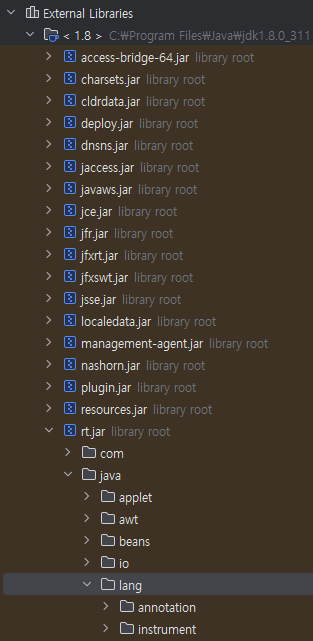 External Libraries
< 1.8 > C:₩Program Files₩Java₩jdk1.8.0_311
access-bridge-64.jar library root
charsets.jar library root
cldrdata.jar library root
deploy.jar library root
dnsns.jar library root
jaccess.jar library root
javaws.jar library root
jce.jar library root
jfr.jar library root
jfxrt.jar library root
jfxswt.jar library root
jsse.jar library root
localedata.jar library root
management-agent.jar library root
nashorn.jar library root
plugin.jar library root
resources.jar library root
rt.jar library root
com
java
applet
awt
beans
io
lang
annotation
instrument